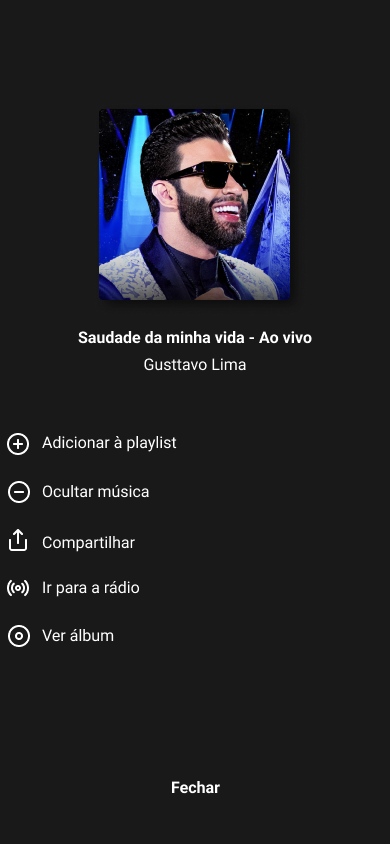 Saudade da minha vida - Ao vivo
Gusttavo Lima
Adicionar à playlist
Ocultar música
Compartilhar
Ir para a rádio
Ver álbum
Fechar